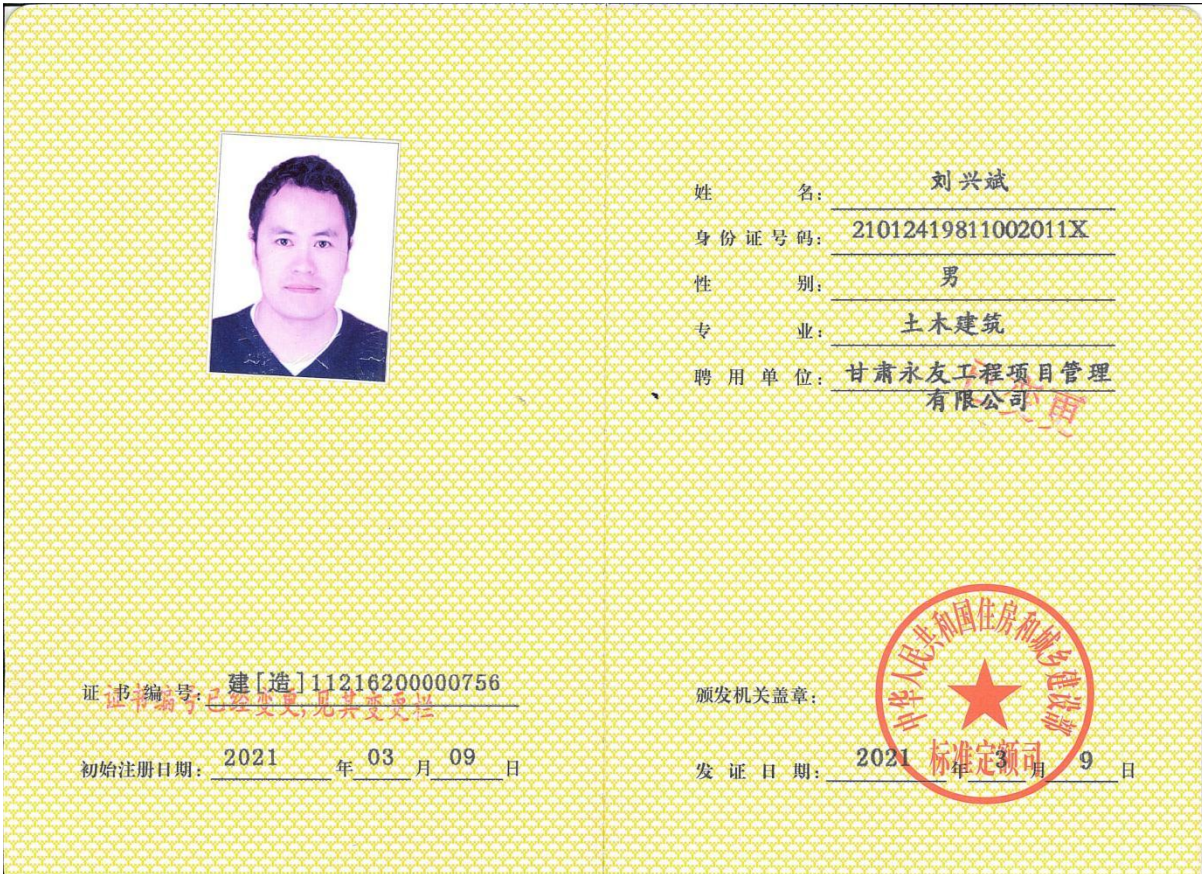 姓 名: 刘兴斌
身份证号码: 21012419811002011X
性 别: 男
专 业: 土木建筑
聘用单位: 甘肃永友工程项目管理
有限公司
已变更
证书编号: 建[造]11216200000756
证书编号已经变更,见其变更栏
初始注册日期: 2021 年 03 月 09 日
颁发机关盖章:
中华人民共和国住房和城乡建设部
标准定额司
发证日期: 2021 年 3 月 9 日